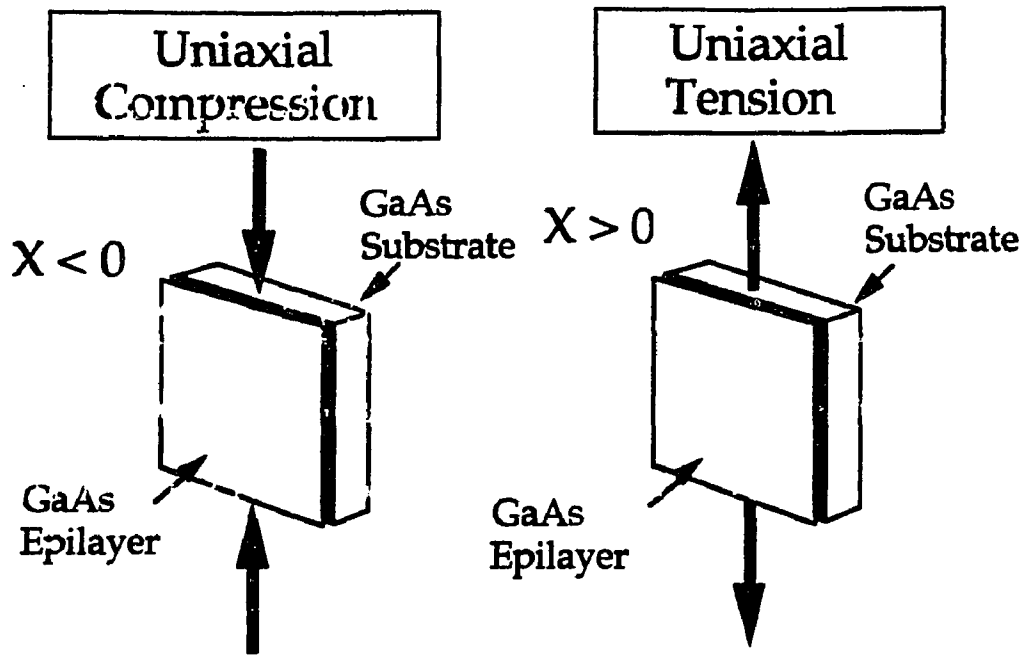 Uniaxial
Compression
X < 0
GaAs
Substrate
GaAs
Epilayer
Uniaxial
Tension
X > 0
GaAs
Substrate
GaAs
Epilayer